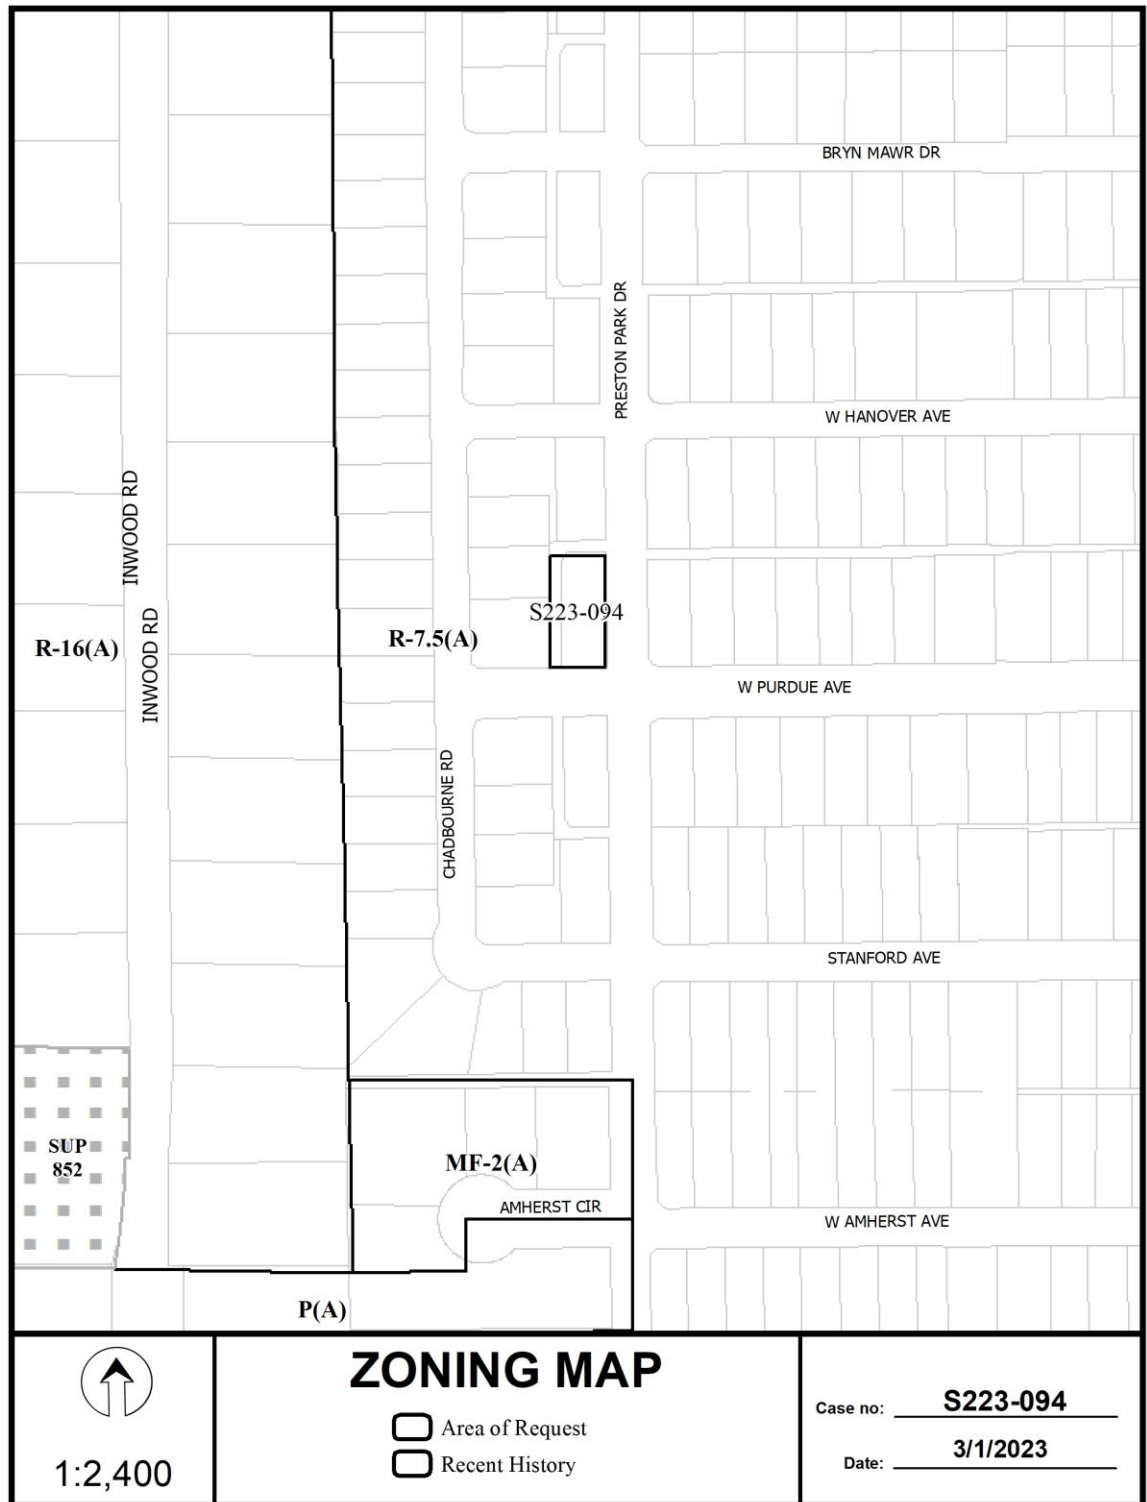 BRYN MAWR DR
PRESTON PARK DR
W HANOVER AVE
INWOOD RD
INWOOD RD
S223-094
R-16(A)
R-7.5(A)
W PURDUE AVE
CHADBOURNE RD
STANFORD AVE
SUP
852
MF-2(A)
AMHERST CIR
W AMHERST AVE
P(A)
1:2,400
ZONING MAP
Area of Request
Recent History
Case no: S223-094
Date: 3/1/2023